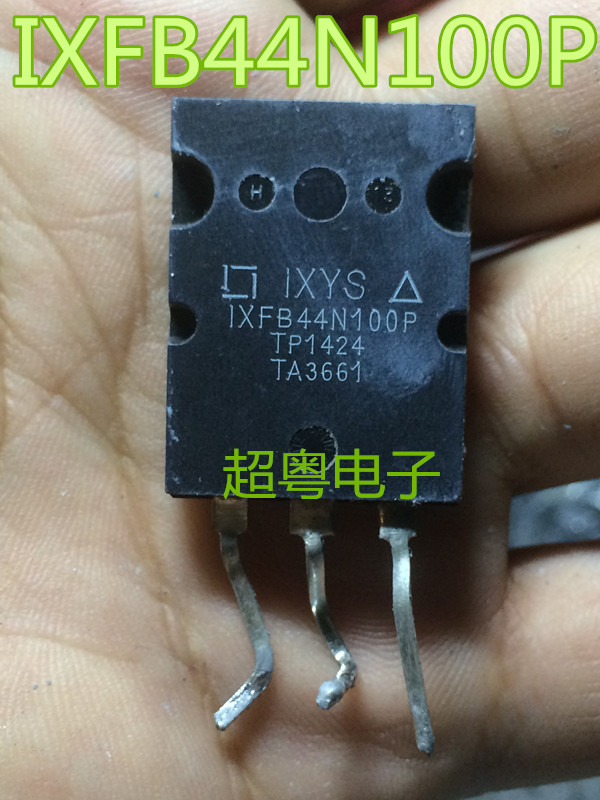 IXFB44N100P
H
IXYS
IXFB44N100P
TP1424
TA3661
超粤电子